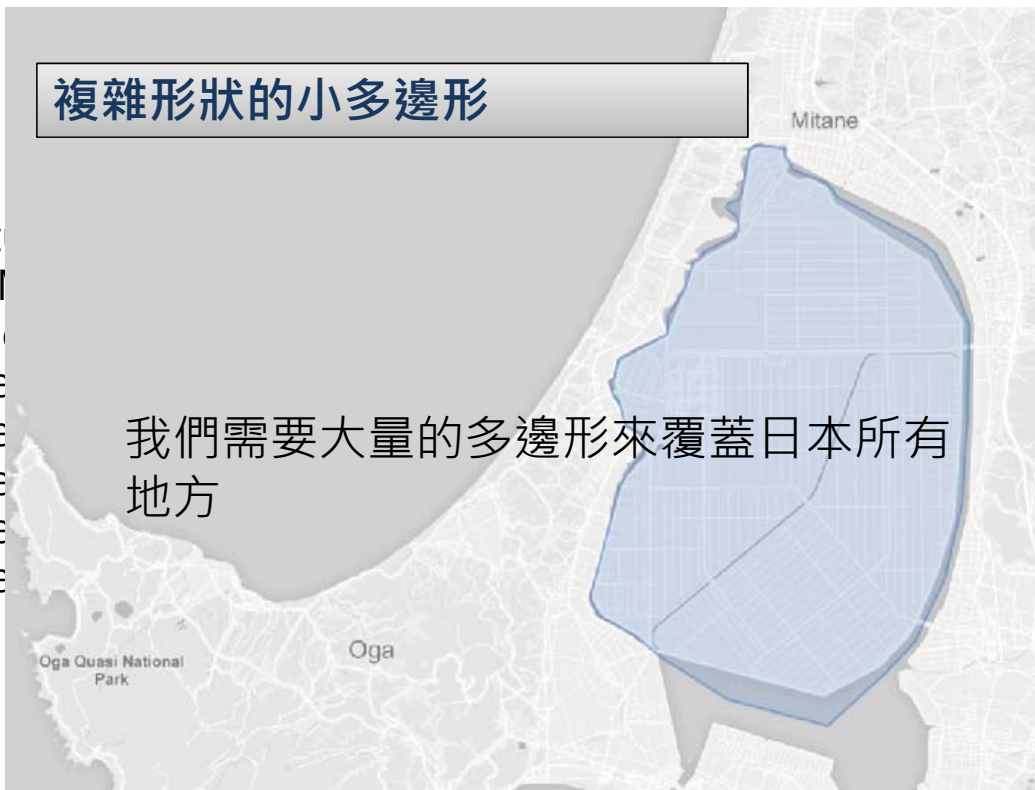 複雜形狀的小多邊形
Mitane
我們需要大量的多邊形來覆蓋日本所有
地方
Oga
Oga Quasi National
Park